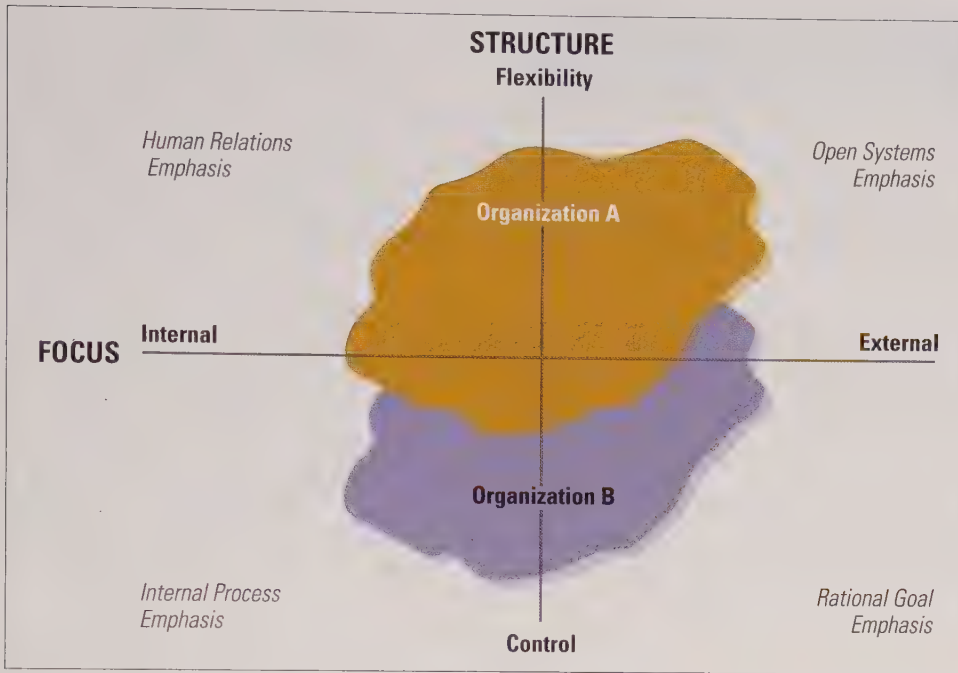 STRUCTURE
Flexibility
Human Relations
Emphasis
Open Systems
Emphasis
Organization A
Internal
FOCUS
External
Organization B
Internal Process
Emphasis
Rational Goal
Emphasis
Control